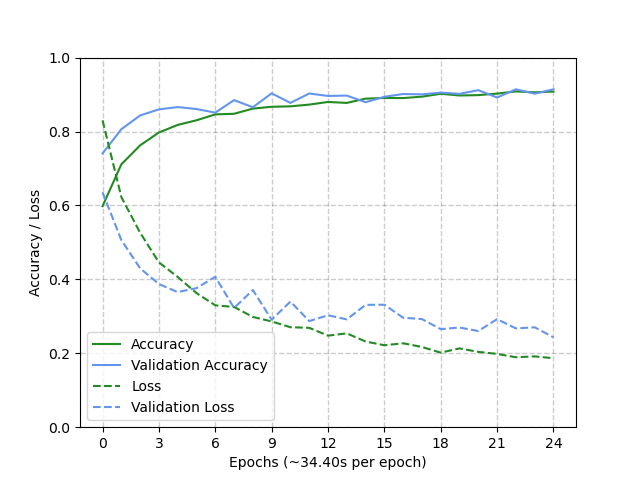 1.0
0.8
0.6
0.4
0.2
0.0
Accuracy / Loss
Accuracy
Validation Accuracy
Loss
Validation Loss
0 3 6 9 12 15 18 21 24
Epochs (~34.40s per epoch)